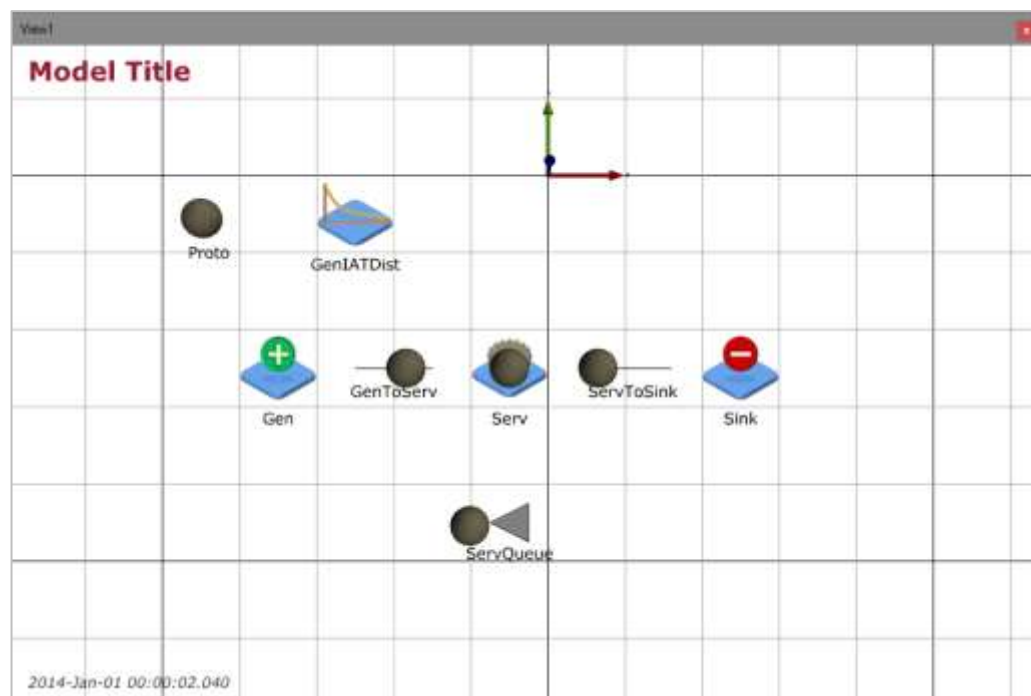 View1
Model Title
Proto
GenIATDist
GenToServ
ServToSink
Gen
Serv
Sink
ServQueue
2014-Jan-01 00:00:02.040